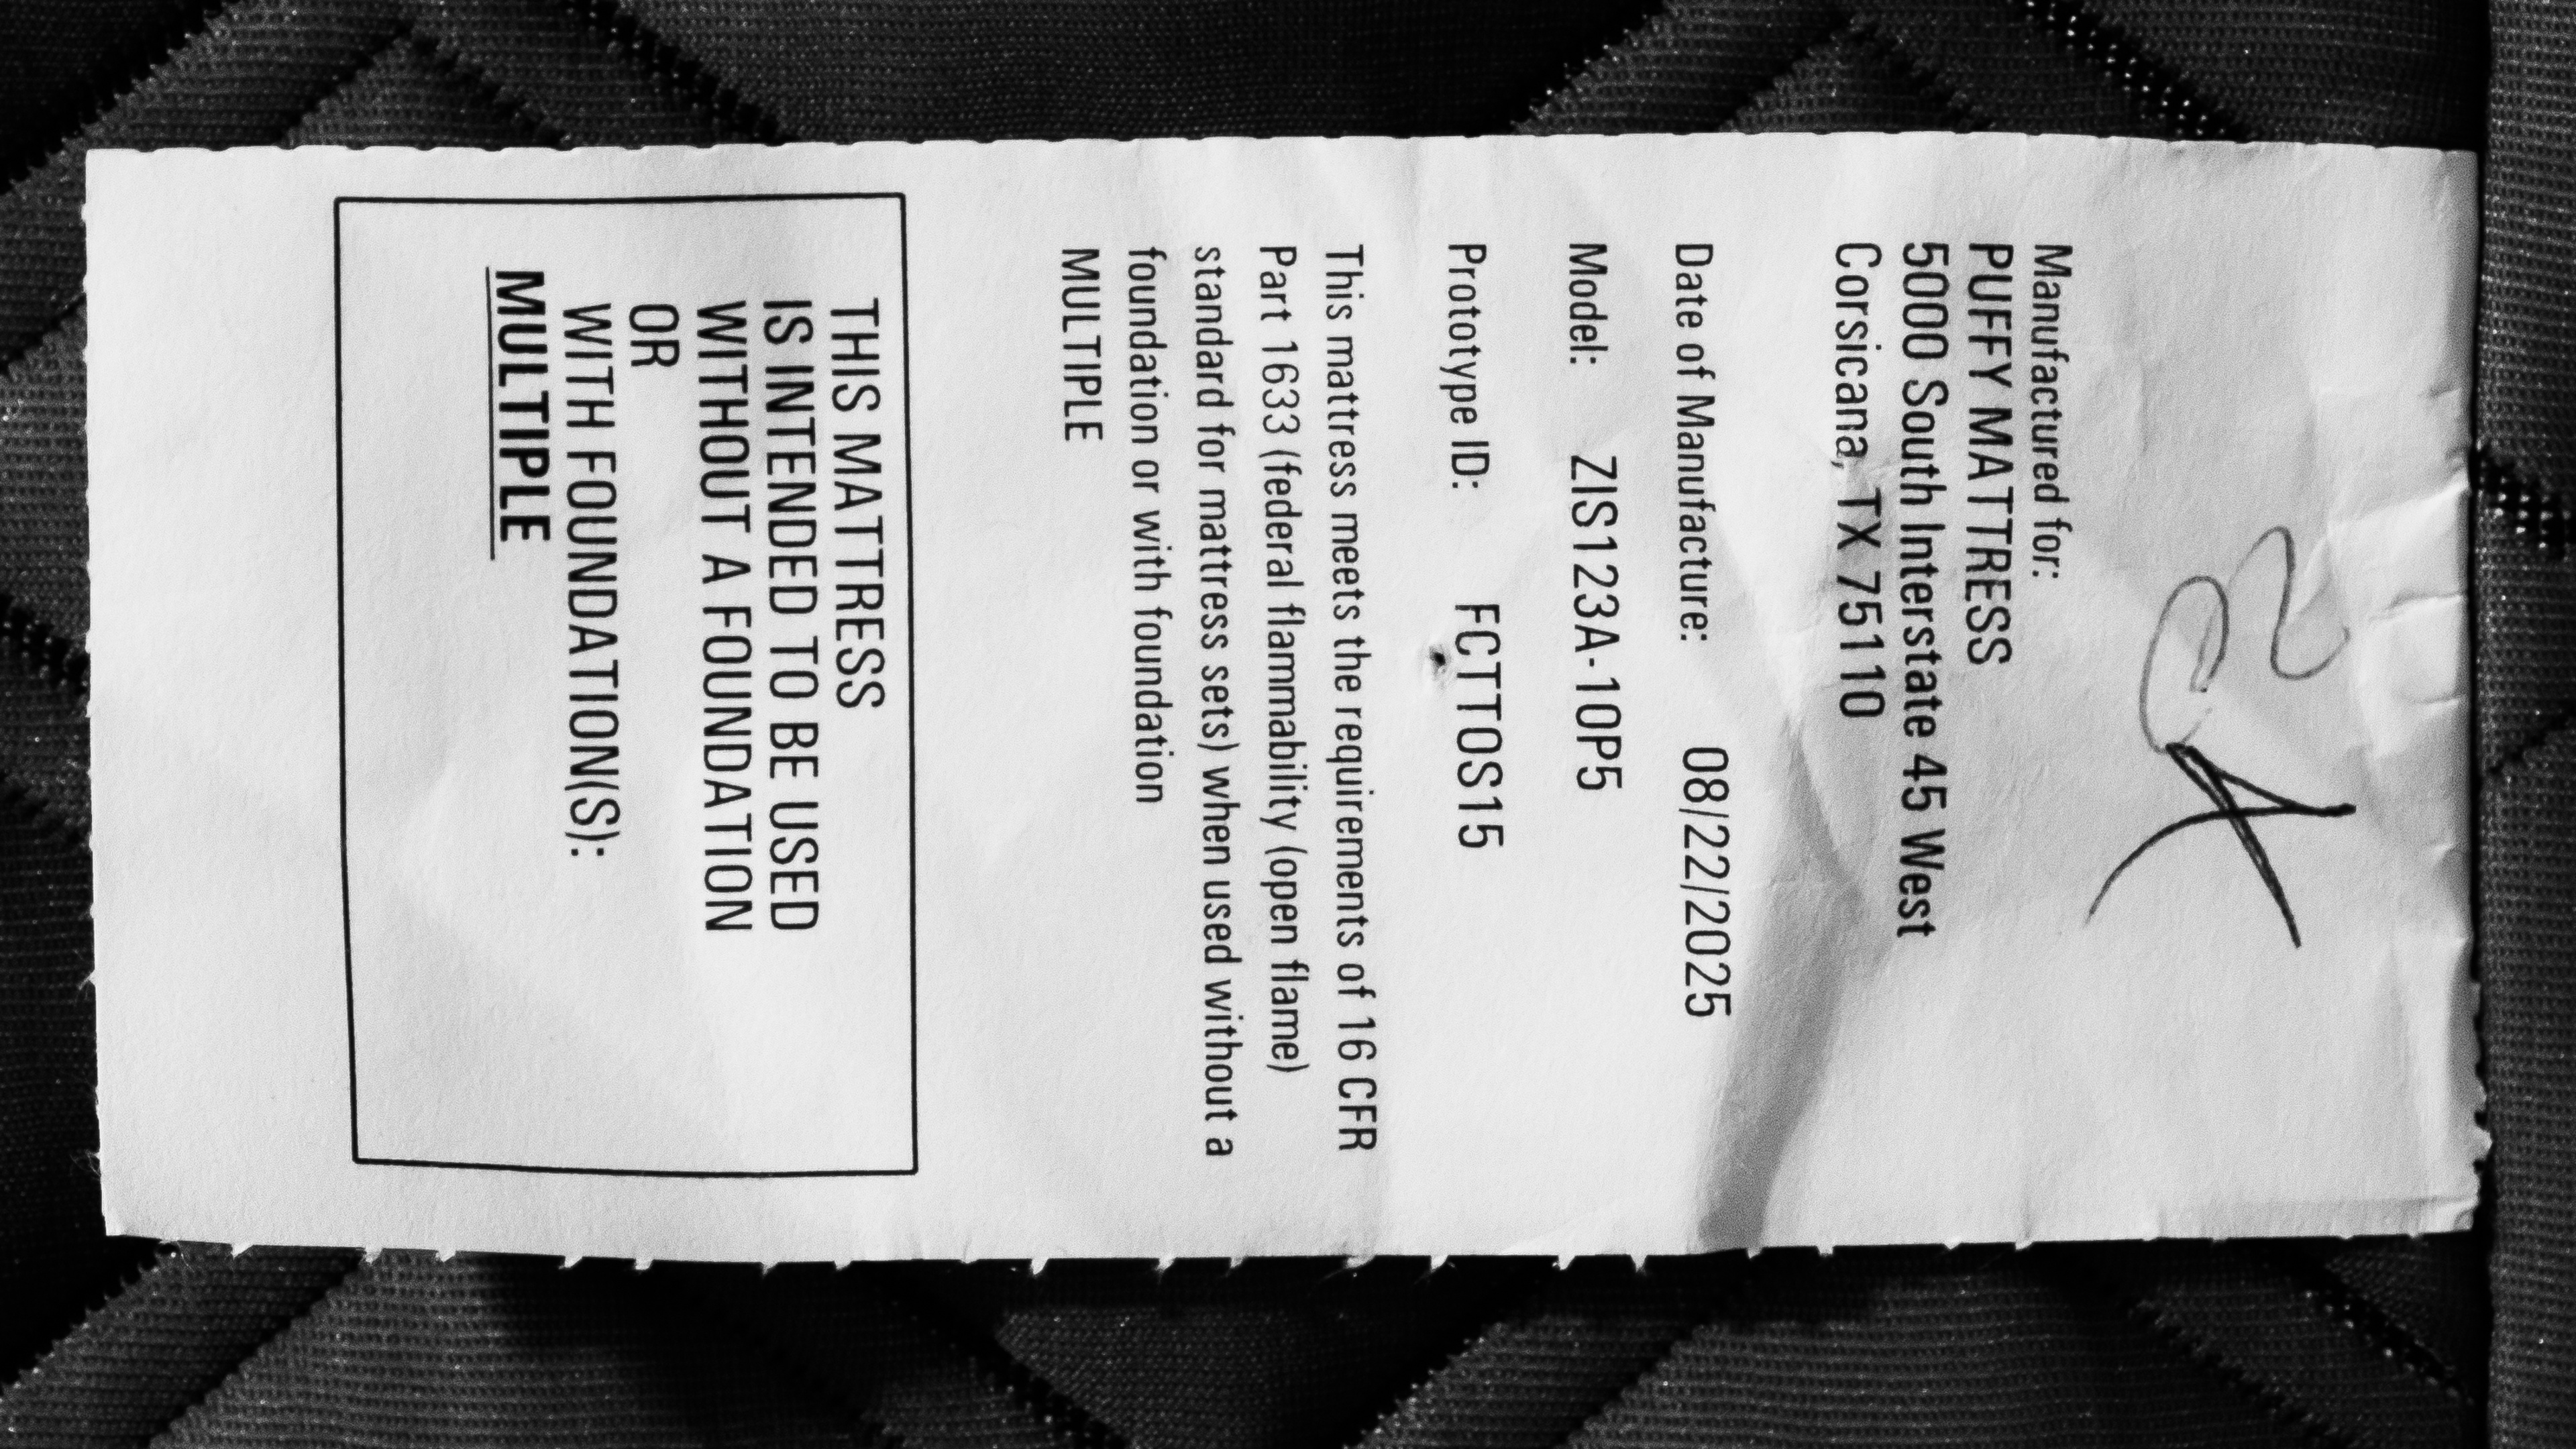 Manufactured for:
PUFFY MATTRESS
5000 South Interstate 45 West
Corsicana, TX 75110
Date of Manufacture: 08/22/2025
Model: ZIS123A-10P5
Prototype ID: FCTTOS15
This mattress meets the requirements of 16 CFR
Part 1633 (federal flammability (open flame)
standard for mattress sets) when used without a
foundation or with foundation
MULTIPLE
THIS MATTRESS
IS INTENDED TO BE USED
WITHOUT A FOUNDATION
OR
WITH FOUNDATION(S):
MULTIPLE